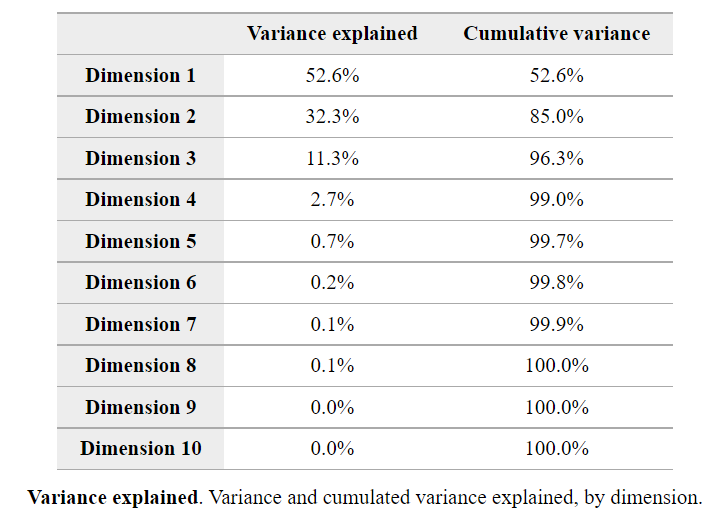 Variance explained Cumulative variance
Dimension 1 52.6% 52.6%
Dimension 2 32.3% 85.0%
Dimension 3 11.3% 96.3%
Dimension 4 2.7% 99.0%
Dimension 5 0.7% 99.7%
Dimension 6 0.2% 99.8%
Dimension 7 0.1% 99.9%
Dimension 8 0.1% 100.0%
Dimension 9 0.0% 100.0%
Dimension 10 0.0% 100.0%
Variance explained. Variance and cumulated variance explained, by dimension.